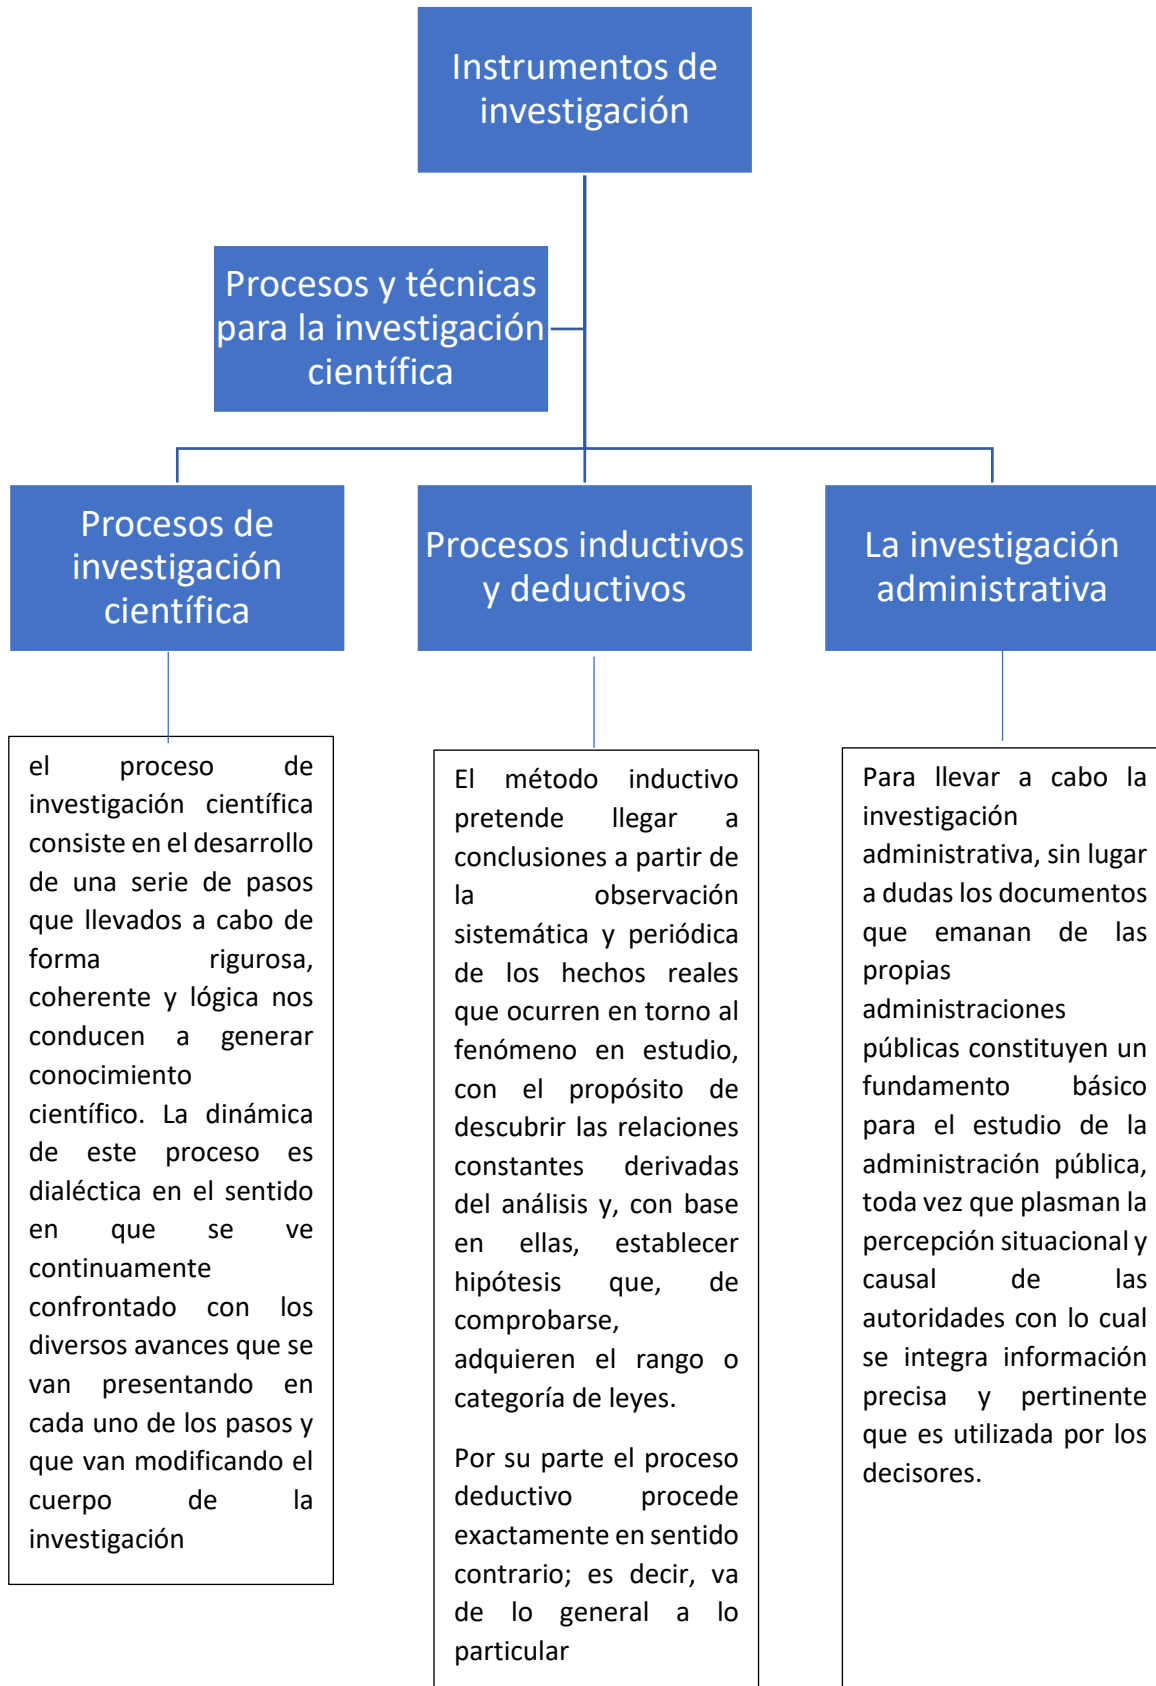 Instrumentos de
investigación
Procesos y técnicas
para la investigación
científica
Procesos de
investigación
científica
Procesos inductivos
y deductivos
La investigación
administrativa
el proceso de
investigación científica
consiste en el desarrollo
de una serie de pasos
que llevados a cabo de
forma rigurosa,
coherente y lógica nos
conducen a generar
conocimiento
científico. La dinámica
de este proceso es
dialéctica en el sentido
en que se ve
continuamente
confrontado con los
diversos avances que se
van presentando en
cada uno de los pasos y
que van modificando el
cuerpo de la
investigación
El método inductivo
pretende llegar a
conclusiones a partir de
la observación
sistemática y periódica
de los hechos reales
que ocurren en torno al
fenómeno en estudio,
con el propósito de
descubrir las relaciones
constantes derivadas
del análisis y, con base
en ellas, establecer
hipótesis que, de
comprobarse,
adquieren el rango o
categoría de leyes.
Por su parte el proceso
deductivo procede
exactamente en sentido
contrario; es decir, va
de lo general a lo
particular
Para llevar a cabo la
investigación
administrativa, sin lugar
a dudas los documentos
que emanan de las
propias
administraciones
públicas constituyen un
fundamento básico
para el estudio de la
administración pública,
toda vez que plasman la
percepción situacional y
causal de las
autoridades con lo cual
se integra información
precisa y pertinente
que es utilizada por los
decisores.